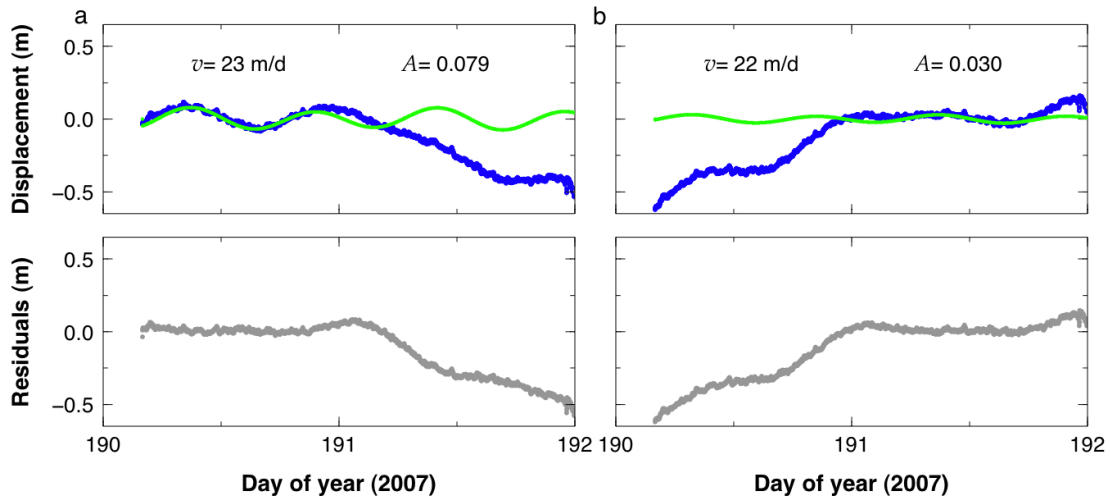 a
b
Displacement (m)
0.5
0.0
−0.5
v= 23 m/d
A= 0.079
v= 22 m/d
A= 0.030
Residuals (m)
0.5
0.0
−0.5
190
191
192
190
191
192
Day of year (2007)
Day of year (2007)